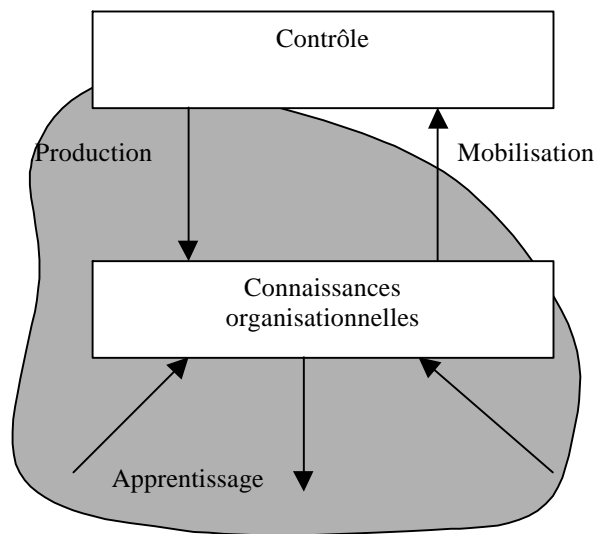 Contrôle
Production
Mobilisation
Connaissances
organisationnelles
Apprentissage